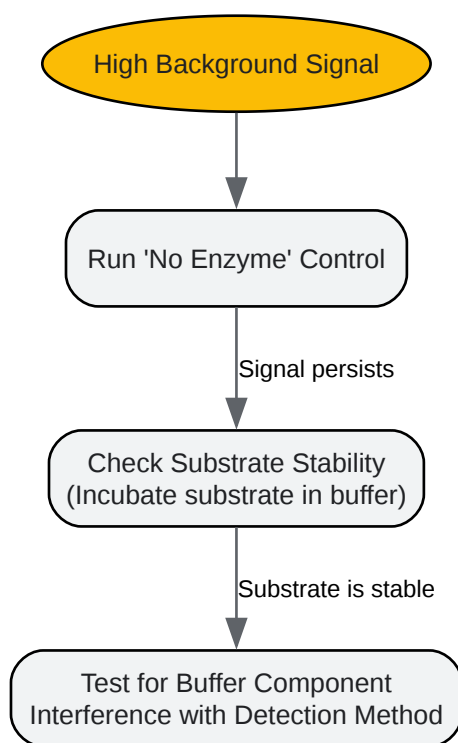 High Background Signal
Run 'No Enzyme' Control
Signal persists
Check Substrate Stability
(Incubate substrate in buffer)
Substrate is stable
Test for Buffer Component
Interference with Detection Method